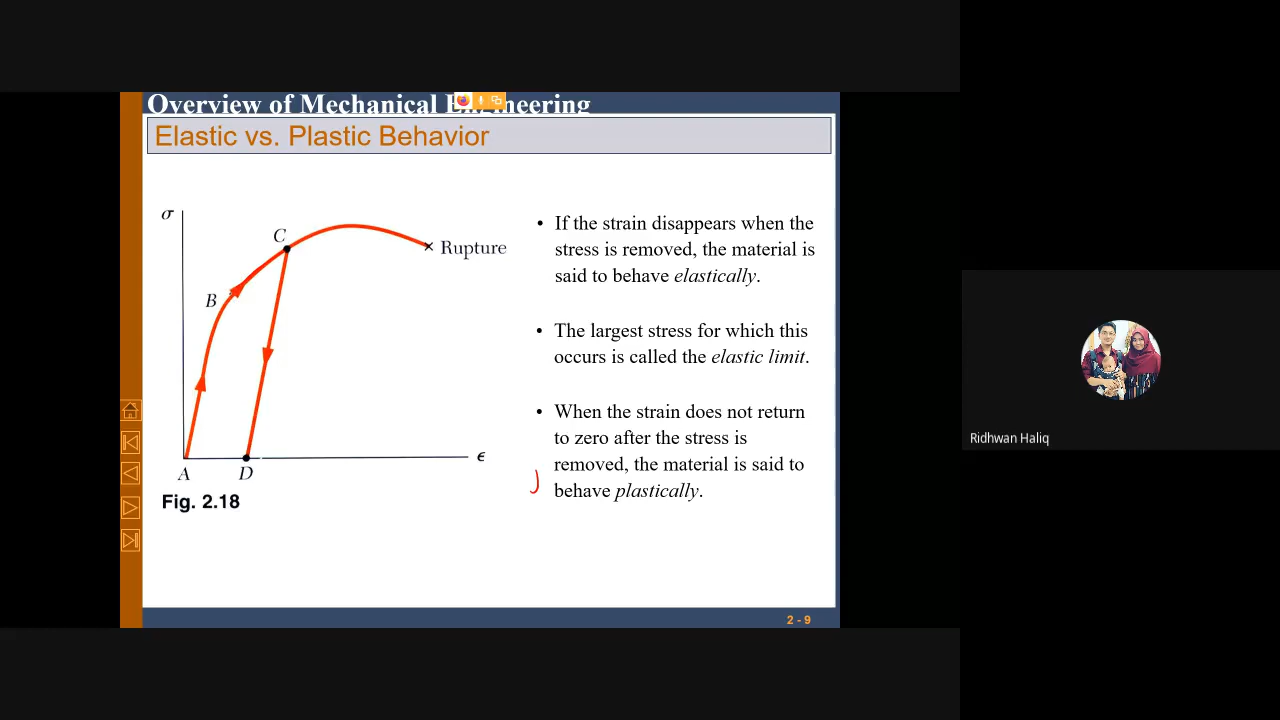 Overview of Mechanical Engineering
Elastic vs. Plastic Behavior
σ
C
Rupture
B
ϵ
A
D
Fig. 2.18
• If the strain disappears when the
stress is removed, the material is
said to behave elastically.
• The largest stress for which this
occurs is called the elastic limit.
• When the strain does not return
to zero after the stress is
removed, the material is said to
behave plastically.
2 - 9
Ridhwan Haliq